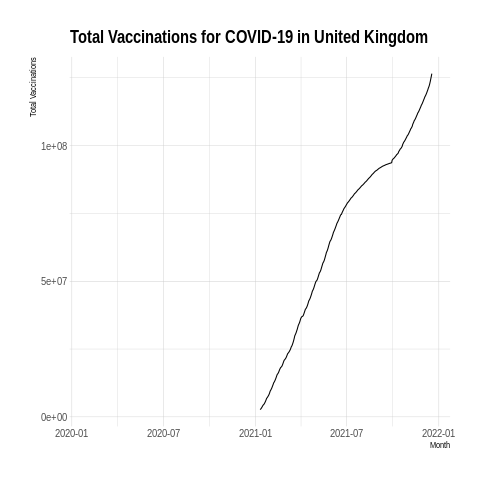 Total Vaccinations for COVID-19 in United Kingdom
Total Vaccinations
1e+08
5e+07
0e+00
2020-01 2020-07 2021-01 2021-07 2022-01
Month